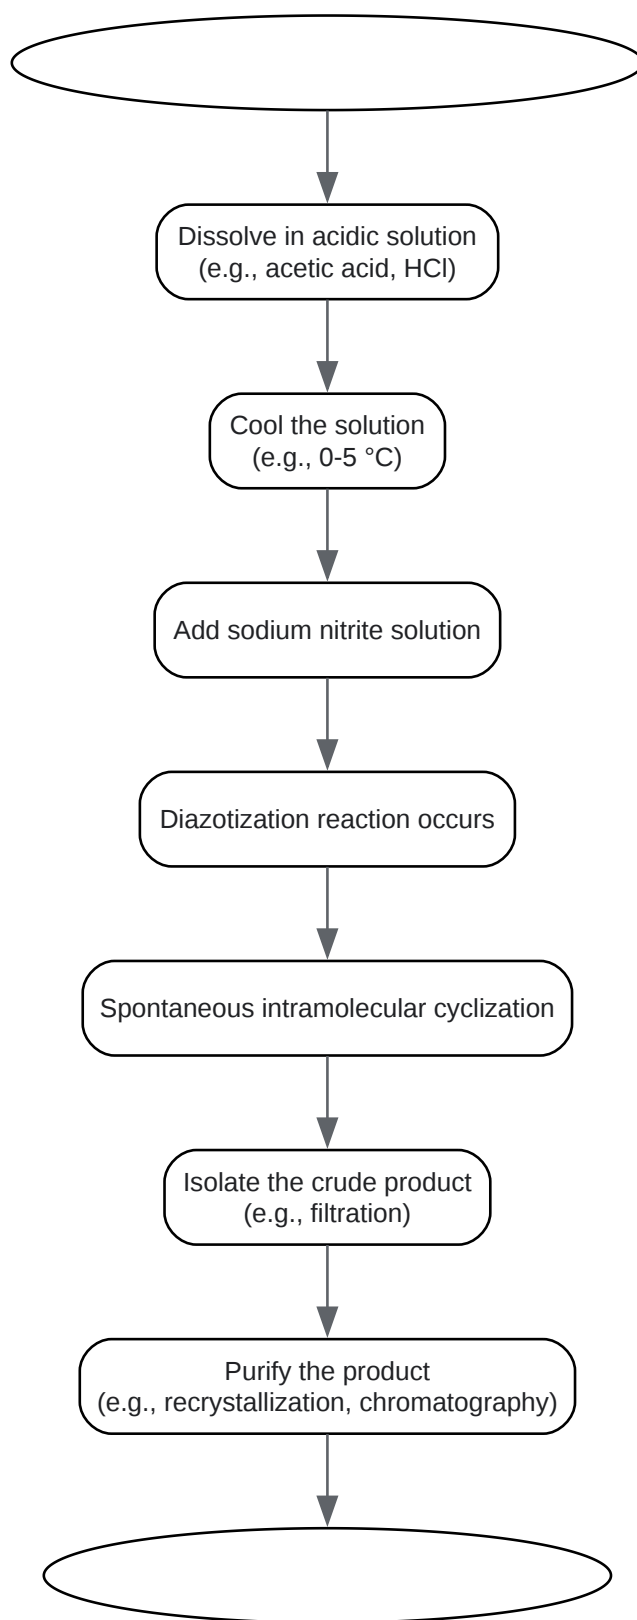 Dissolve in acidic solution
(e.g., acetic acid, HCl)
Cool the solution
(e.g., 0-5 °C)
Add sodium nitrite solution
Diazotization reaction occurs
Spontaneous intramolecular cyclization
Isolate the crude product
(e.g., filtration)
Purify the product
(e.g., recrystallization, chromatography)